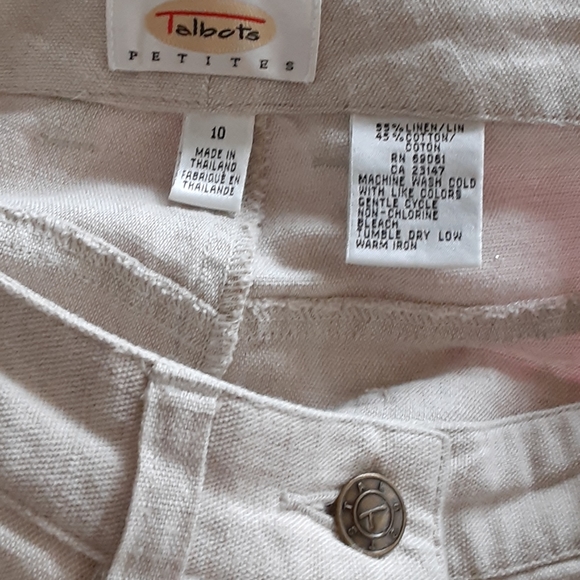 Talbots
PETITES
10
MADE IN
THAILAND
FABRIQUÉ EN
THAILANDE
55% LINEN/LIN
45% COTTON/
COTON
RN 69061
CA 23147
MACHINE WASH COLD
WITH LIKE COLORS
GENTLE CYCLE
NON-CHLORINE
BLEACH
TUMBLE DRY LOW
WARM IRON